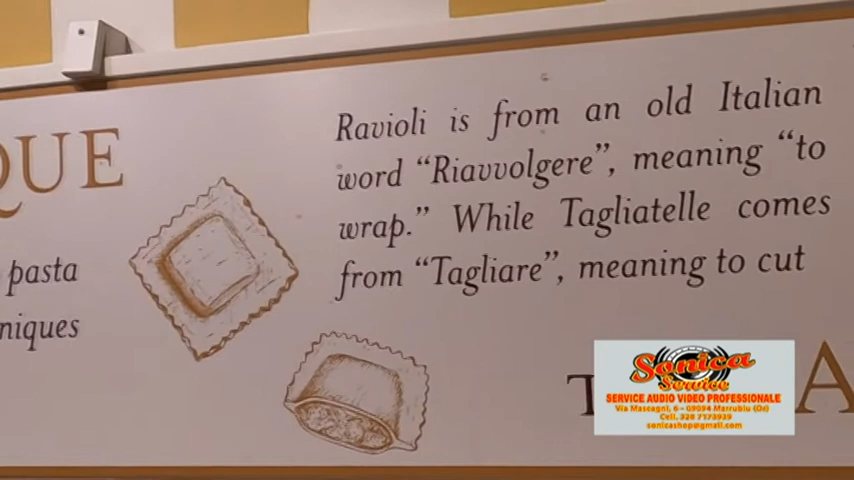 QUE
pasta
niques
Ravioli is from an old Italian
word “Riavvolgere”, meaning “to
wrap.” While Tagliatelle comes
from “Tagliare”, meaning to cut
T
A
Sonica
Service
SERVICE AUDIO VIDEO PROFESSIONALE
Via Mascagni, 6 - 09094 Marrubiu (Or)
Cell. 328 7173939
sonicashop@gmail.com